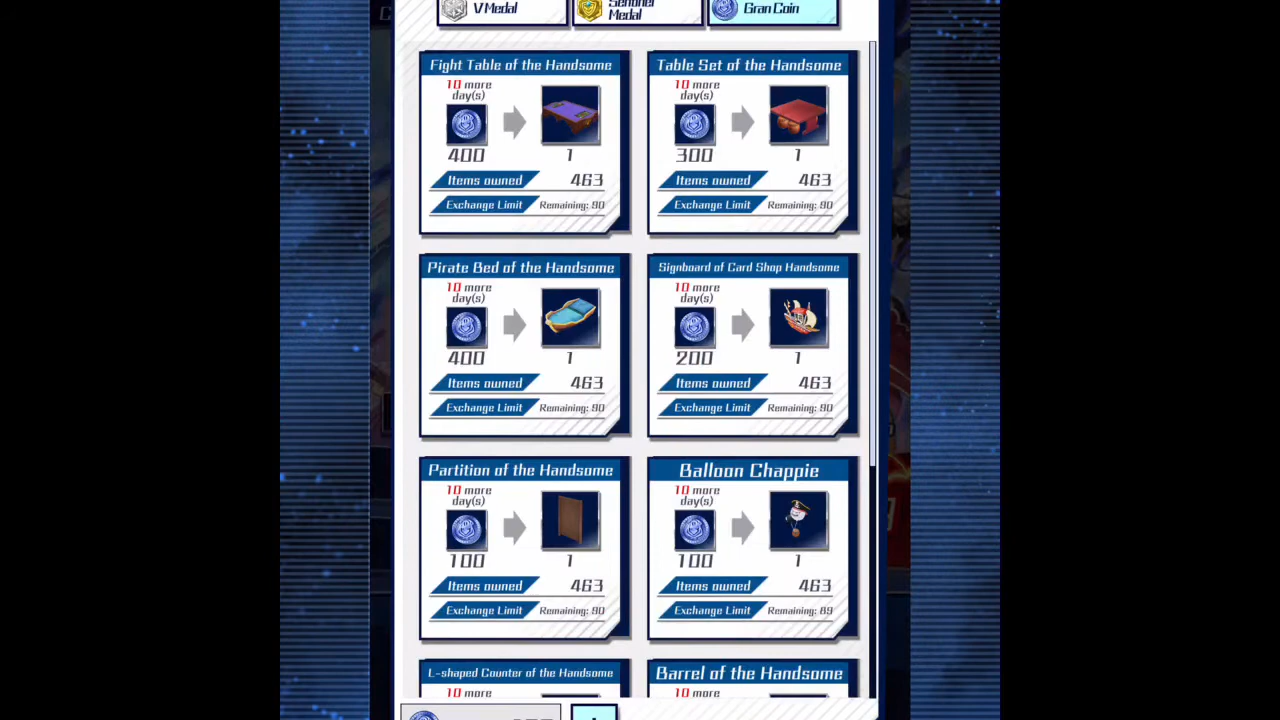 V Medal
Sentinel
Medal
Gran Coin
Fight Table of the Handsome
10 more
day(s)
400
1
Items owned 463
Exchange Limit Remaining: 90
Table Set of the Handsome
10 more
day(s)
300
1
Items owned 463
Exchange Limit Remaining: 90
Pirate Bed of the Handsome
10 more
day(s)
400
1
Items owned 463
Exchange Limit Remaining: 90
Signboard of Card Shop Handsome
10 more
day(s)
200
1
Items owned 463
Exchange Limit Remaining: 90
Partition of the Handsome
10 more
day(s)
100
1
Items owned 463
Exchange Limit Remaining: 90
Balloon Chappie
10 more
day(s)
100
1
Items owned 463
Exchange Limit Remaining: 89
L-shaped Counter of the Handsome
10 more
Barrel of the Handsome
10 more